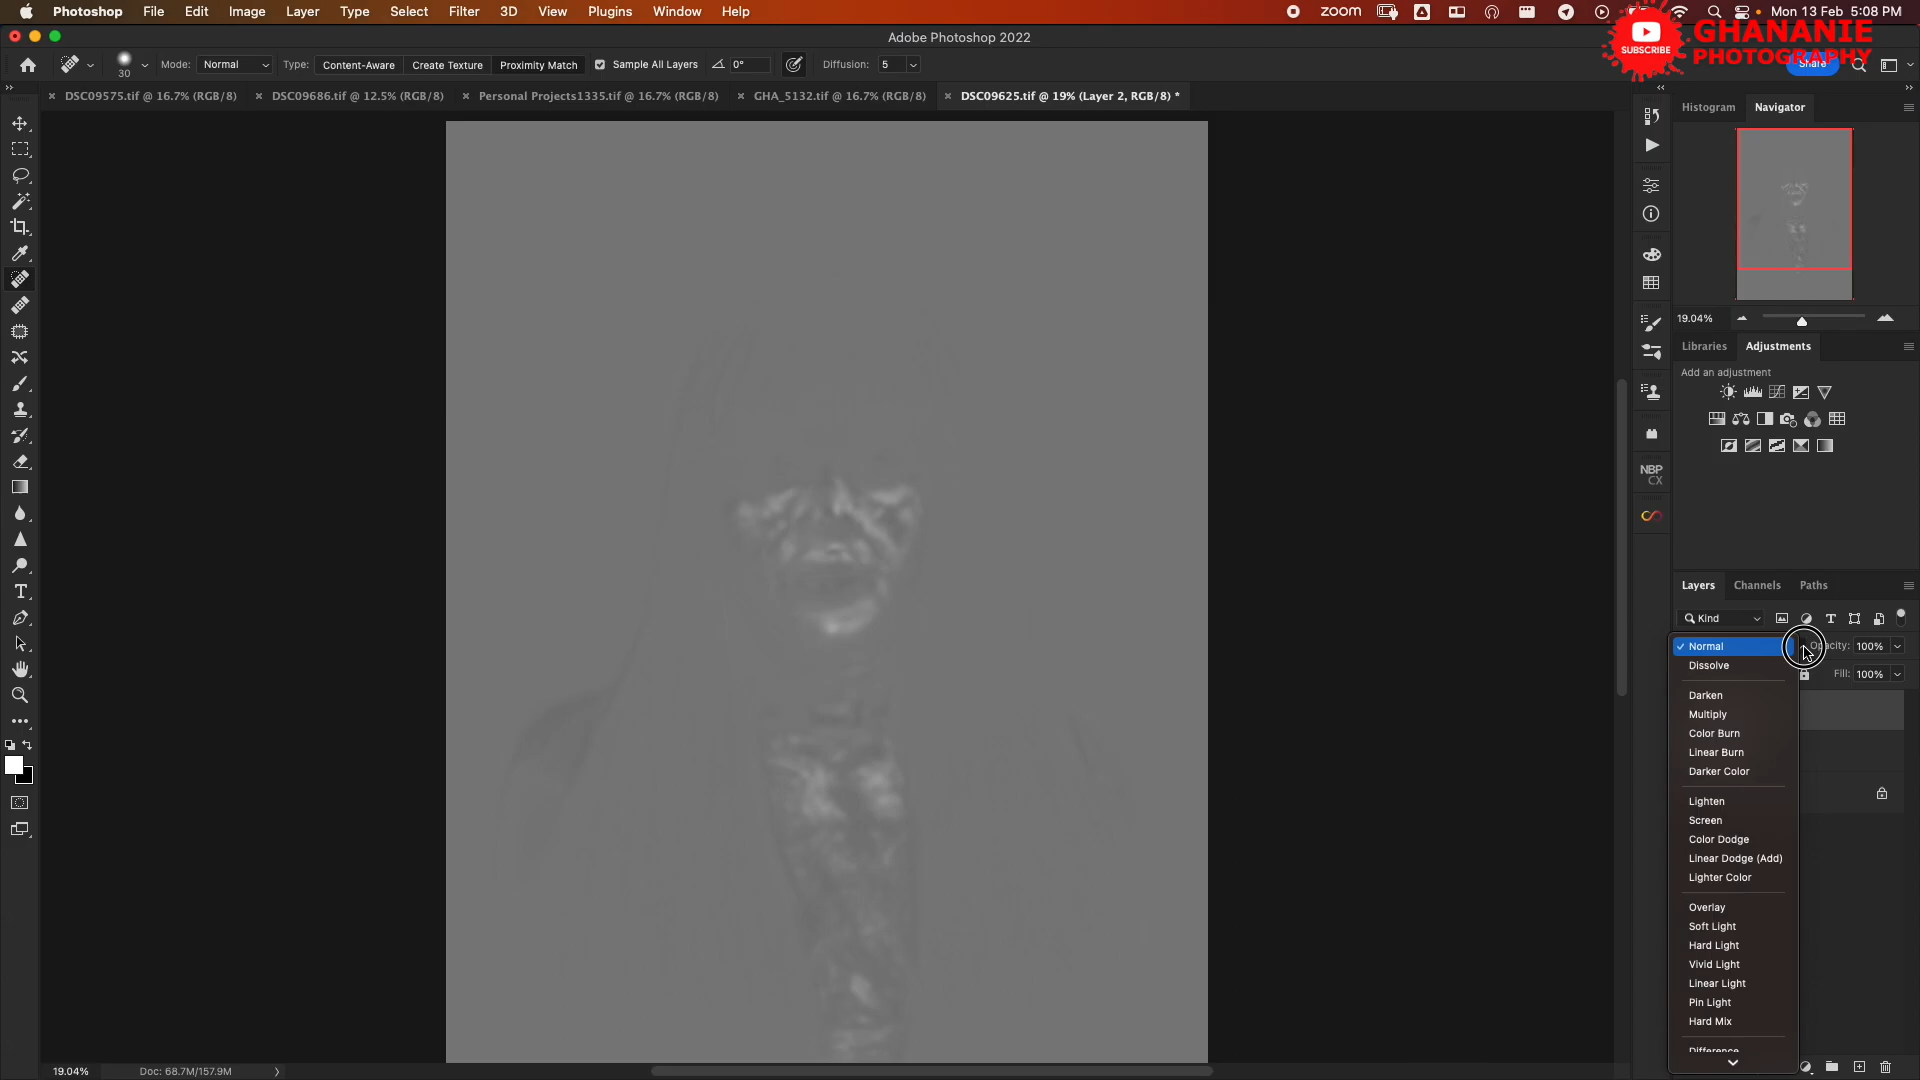 Photoshop File Edit Image Layer Type Select Filter 3D View Plugins Window Help zoom Mon 13 Feb 5:08 PM
Adobe Photoshop 2022
SUBSCRIBE
GHANANIE
PHOTOGRAPHY
30 Mode: Normal Type: Content-Aware Create Texture Proximity Match Sample All Layers 0° Diffusion: 5 Share
DSC09575.tif @ 16.7% (RGB/8) DSC09686.tif @ 12.5% (RGB/8) Personal Projects1335.tif @ 16.7% (RGB/8) GHA_5132.tif @ 16.7% (RGB/8) DSC09625.tif @ 19% (Layer 2, RGB/8) *
Histogram Navigator
19.04%
Libraries Adjustments
Add an adjustment
NBP
CX
Layers Channels Paths
Kind
Normal Opacity: 100%
Dissolve Fill: 100%
Darken
Multiply
Color Burn
Linear Burn
Darker Color
Lighten
Screen
Color Dodge
Linear Dodge (Add)
Lighter Color
Overlay
Soft Light
Hard Light
Vivid Light
Linear Light
Pin Light
Hard Mix
Difference
19.04% Doc: 68.7M/157.9M